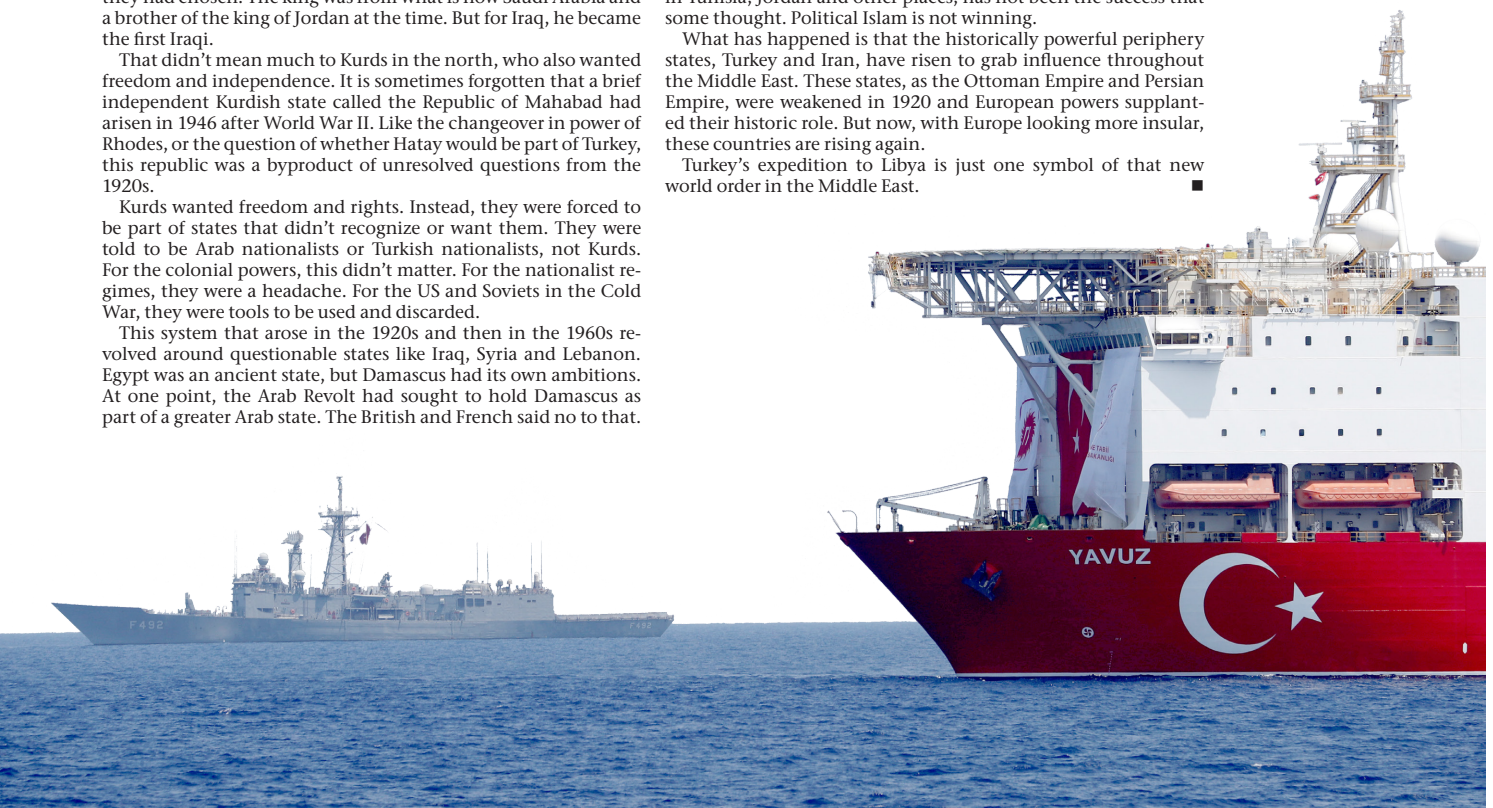 a brother of the king of Jordan at the time. But for Iraq, he became
the first Iraqi.
That didn’t mean much to Kurds in the north, who also wanted
freedom and independence. It is sometimes forgotten that a brief
independent Kurdish state called the Republic of Mahabad had
arisen in 1946 after World War II. Like the changeover in power of
Rhodes, or the question of whether Hatay would be part of Turkey,
this republic was a byproduct of unresolved questions from the
1920s.
Kurds wanted freedom and rights. Instead, they were forced to
be part of states that didn’t recognize or want them. They were
told to be Arab nationalists or Turkish nationalists, not Kurds.
For the colonial powers, this didn’t matter. For the nationalist re-
gimes, they were a headache. For the US and Soviets in the Cold
War, they were tools to be used and discarded.
This system that arose in the 1920s and then in the 1960s re-
volved around questionable states like Iraq, Syria and Lebanon.
Egypt was an ancient state, but Damascus had its own ambitions.
At one point, the Arab Revolt had sought to hold Damascus as
part of a greater Arab state. The British and French said no to that.
some thought. Political Islam is not winning.
What has happened is that the historically powerful periphery
states, Turkey and Iran, have risen to grab influence throughout
the Middle East. These states, as the Ottoman Empire and Persian
Empire, were weakened in 1920 and European powers supplant-
ed their historic role. But now, with Europe looking more insular,
these countries are rising again.
Turkey’s expedition to Libya is just one symbol of that new
world order in the Middle East.
YAVUZ
YAVUZ
F492
F492